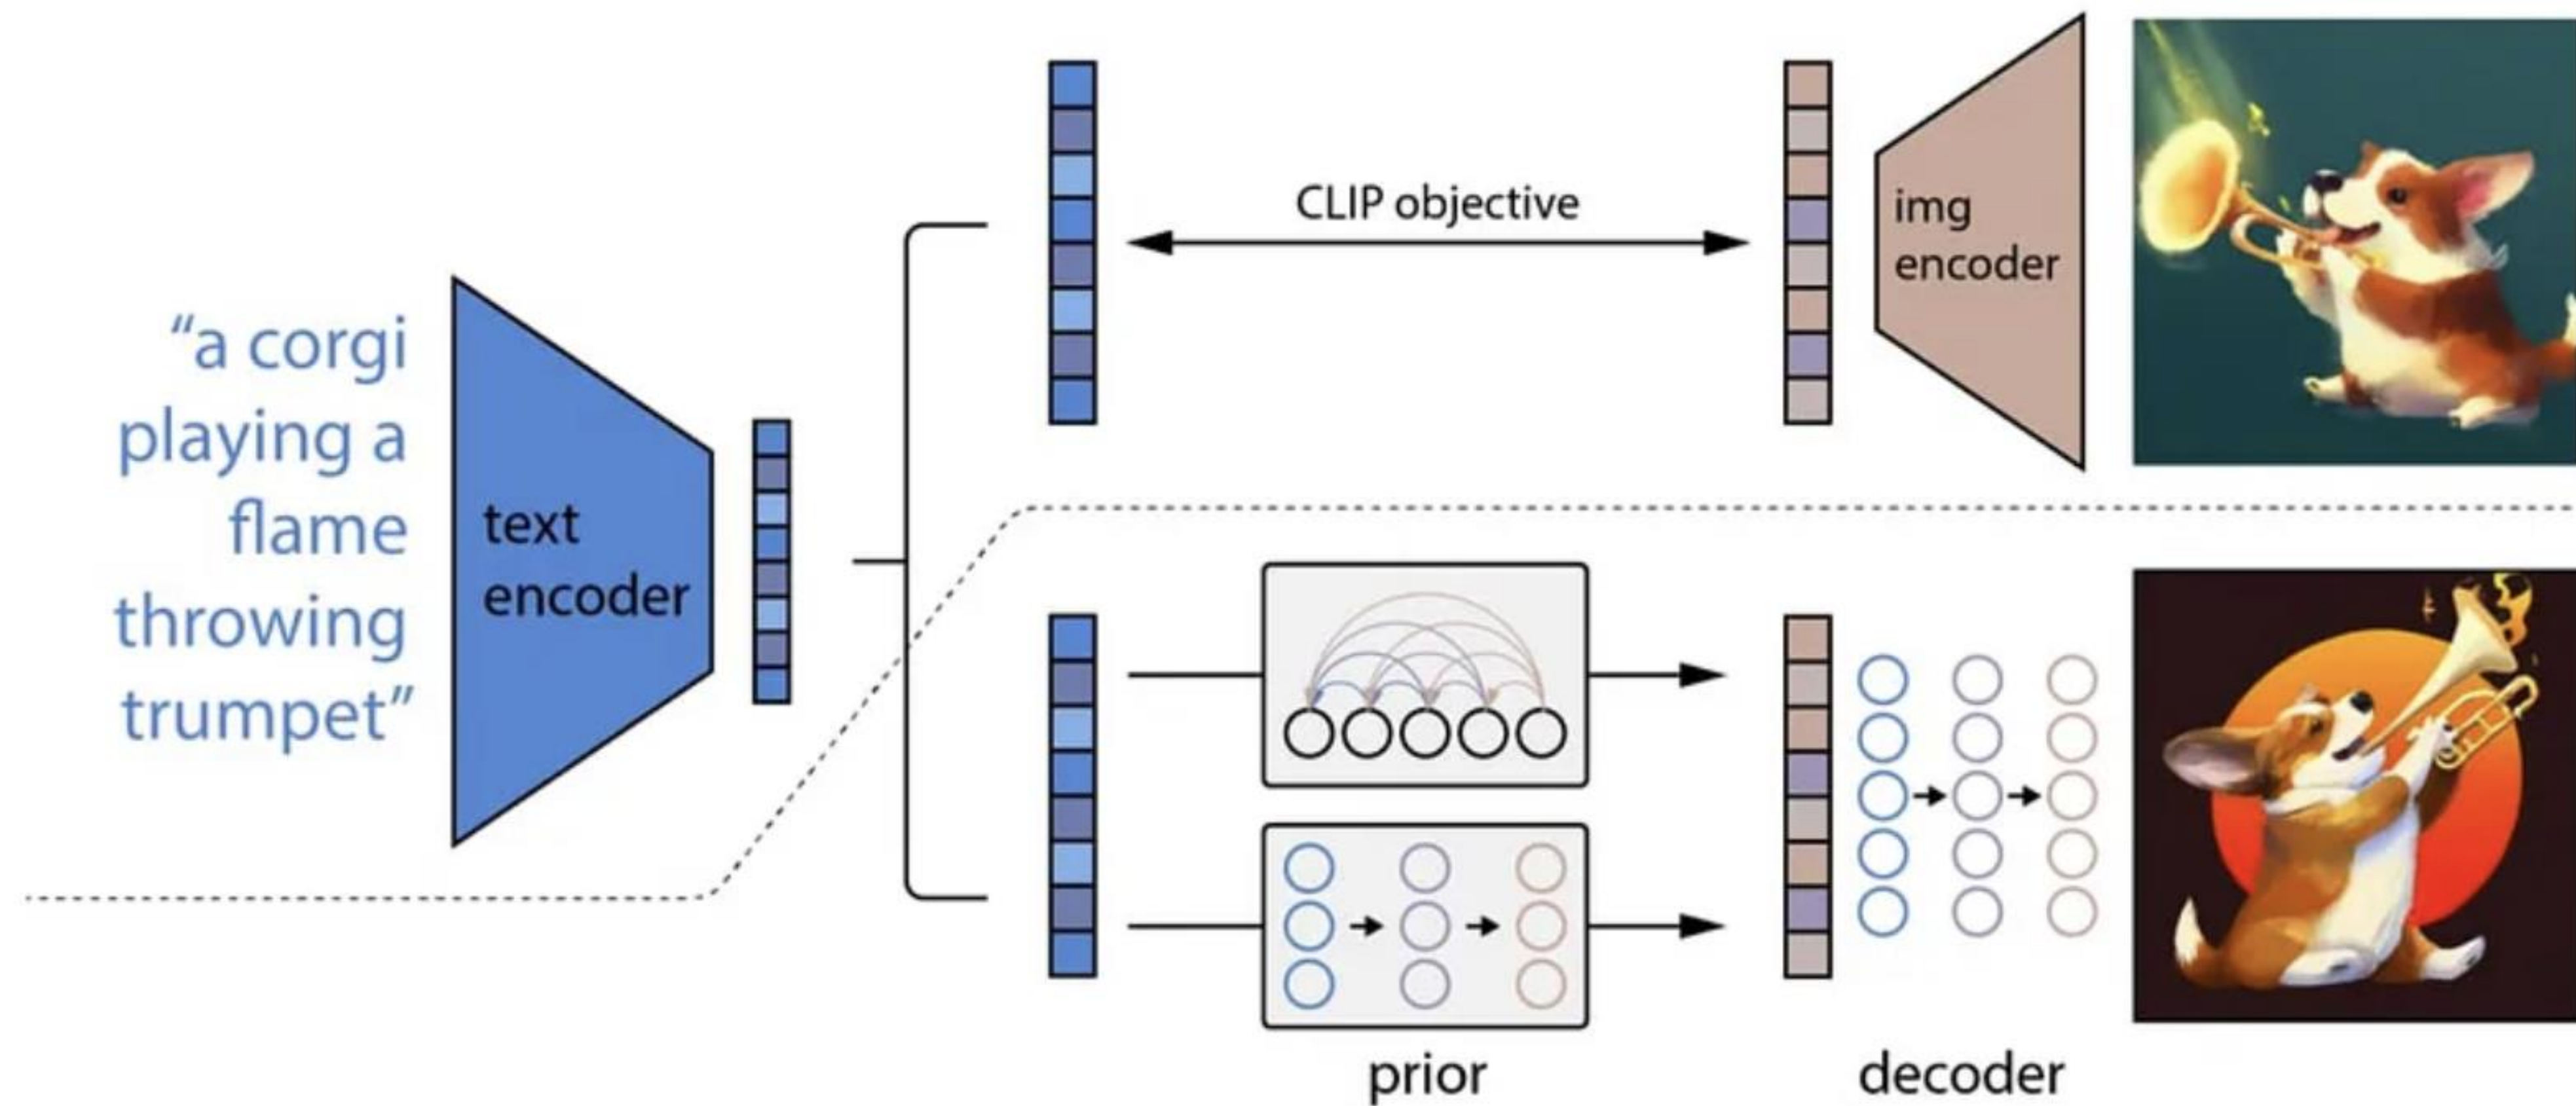 “a corgi
playing a
flame
throwing
trumpet”
text
encoder
CLIP objective
img
encoder
prior
decoder